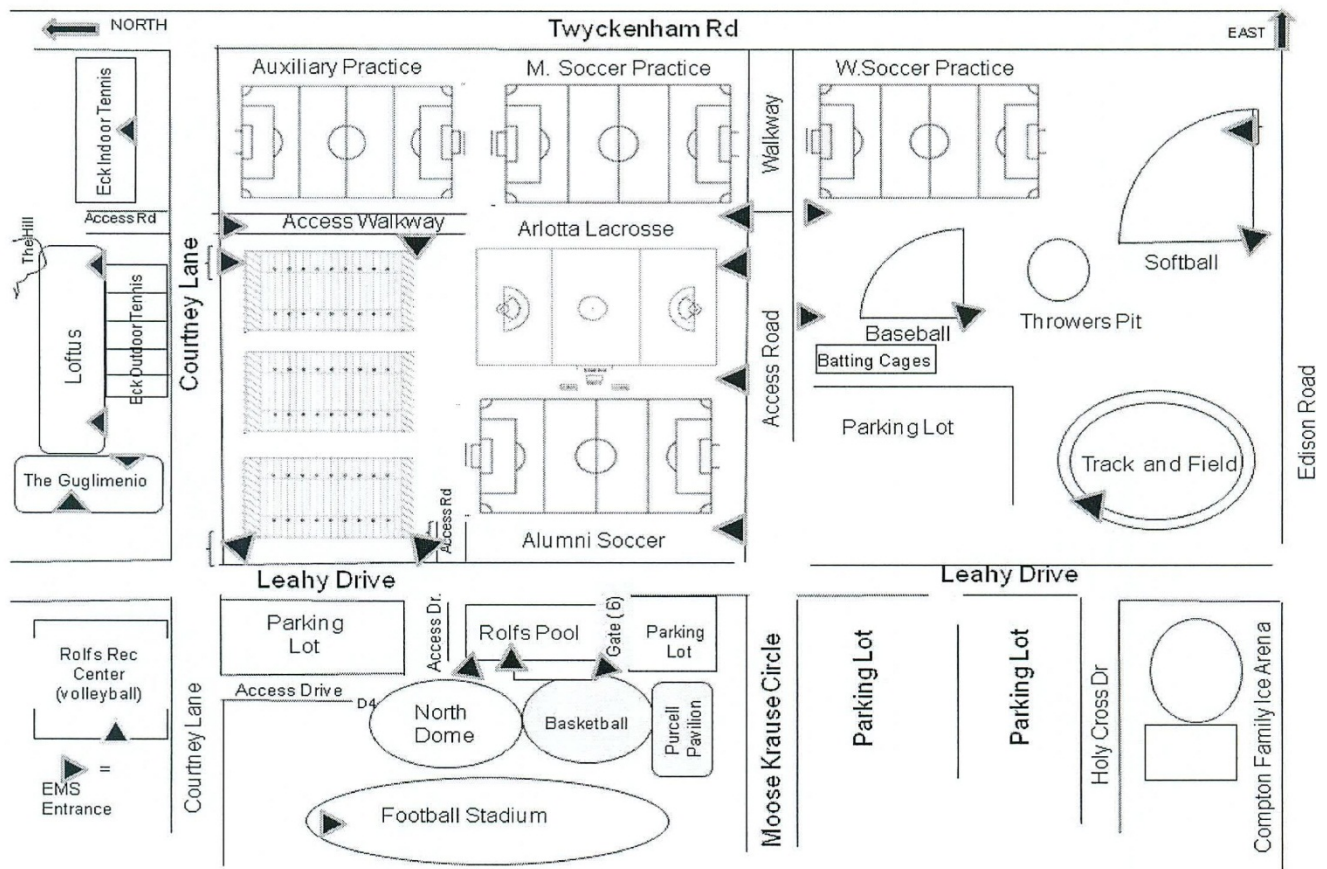 NORTH
Twyckenham Rd
EAST
Auxiliary Practice
M. Soccer Practice
W.Soccer Practice
Eck Indoor Tennis
Walkway
Access Rd
Access Walkway
Arlotta Lacrosse
Softball
The Hill
Loftus
Eck Outdoor Tennis
Courtney Lane
Access Road
Baseball
Throwers Pit
Batting Cages
Parking Lot
Track and Field
Edison Road
The Guglimenio
Access Rd
Alumni Soccer
Leahy Drive
Leahy Drive
Rolfs Rec
Center
(volleyball)
Parking
Lot
Access Dr.
Rolfs Pool
Gate ( 6)
Parking
Lot
Access Drive
D4
North
Dome
Basketball
Purcell
Pavilion
Courtney Lane
Moose Krause Circle
Parking Lot
Parking Lot
Holy Cross Dr
Compton Family Ice Arena
=
EMS
Entrance
Football Stadium